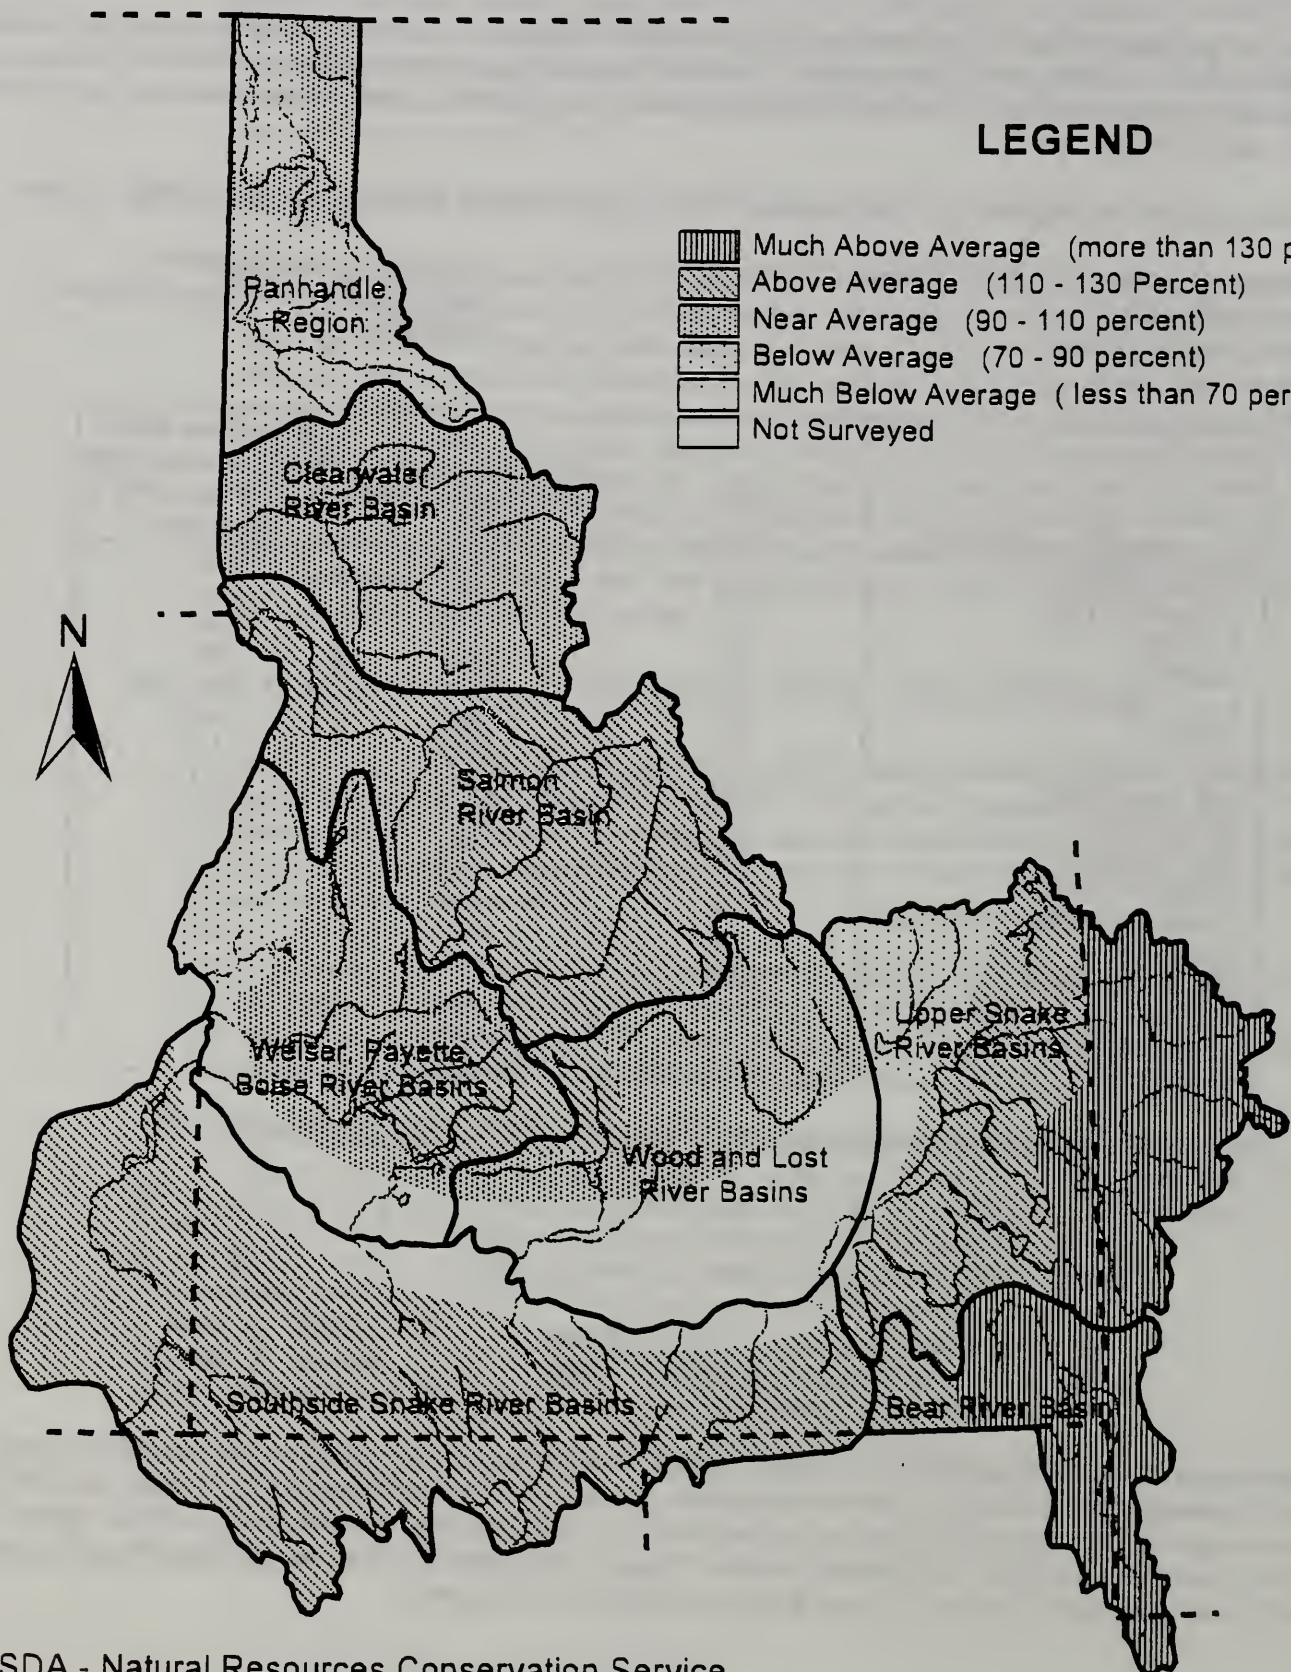 LEGEND
Much Above Average (more than 130 p
Above Average (110 - 130 Percent)
Near Average (90 - 110 percent)
Below Average (70 - 90 percent)
Much Below Average ( less than 70 per
Not Surveyed
Panhandle
Region
Clearwater
River Basin
N
Salmon
River Basin
Upper Snake
River Basins
Weiser, Payette,
Boise River Basins
Wood and Lost
River Basins
Southside Snake River Basins
Bear River Basin
SDA - Natural Resources Conservation Service